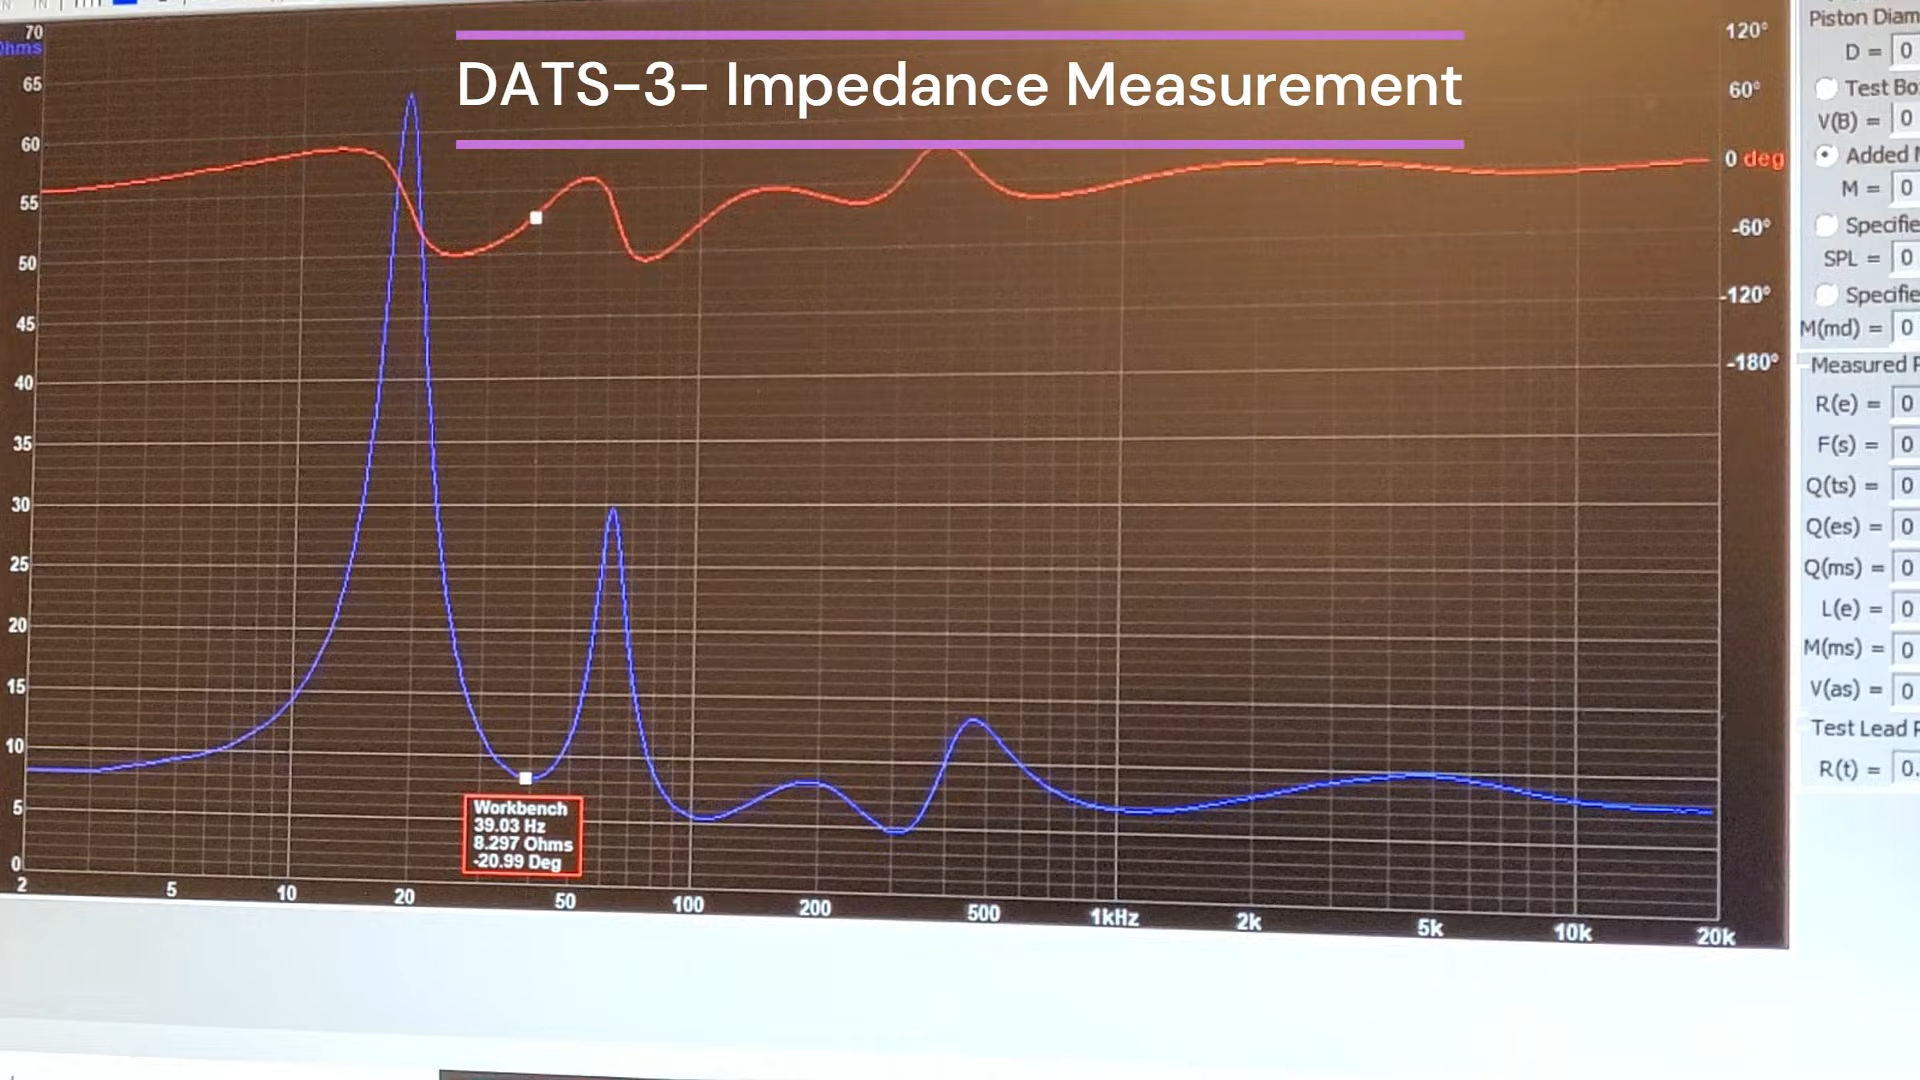 DATS-3- Impedance Measurement
70
Ohms
65
60
55
50
45
40
35
30
25
20
15
10
5
0
2
5
10
20
50
100
200
500
1kHz
2k
5k
10k
20k
120°
60°
0 deg
-60°
-120°
-180°
Workbench
39.03 Hz
8.297 Ohms
-20.99 Deg
Piston Diam
D = 0
Test Bo
V(B) = 0
Added
M = 0
Specifie
SPL = 0
Specifie
M(md) = 0
Measured
R(e) = 0
F(s) = 0
Q(ts) = 0
Q(es) = 0
Q(ms) = 0
L(e) = 0
M(ms) = 0
V(as) = 0
Test Lead
R(t) = 0.